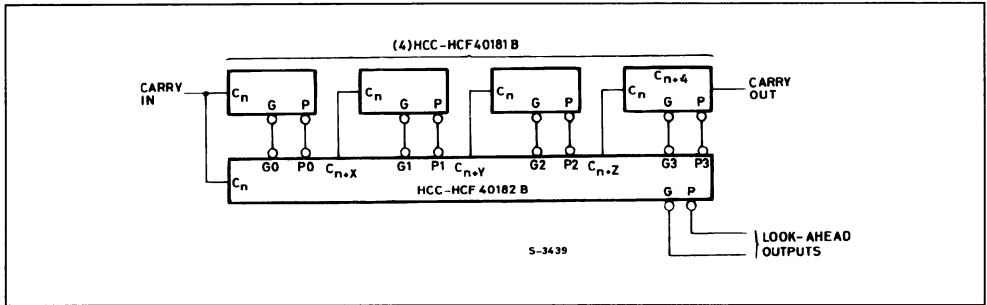 (4)HCC-HCF40181B
CARRY IN
Cn G P
Cn G P
Cn G P
Cn+4
Cn G P
CARRY OUT
G0 P0 Cn+X G1 P1 Cn+Y G2 P2 Cn+Z G3 P3
Cn
HCC-HCF 40182 B
G P
LOOK-AHEAD
OUTPUTS
S-3439